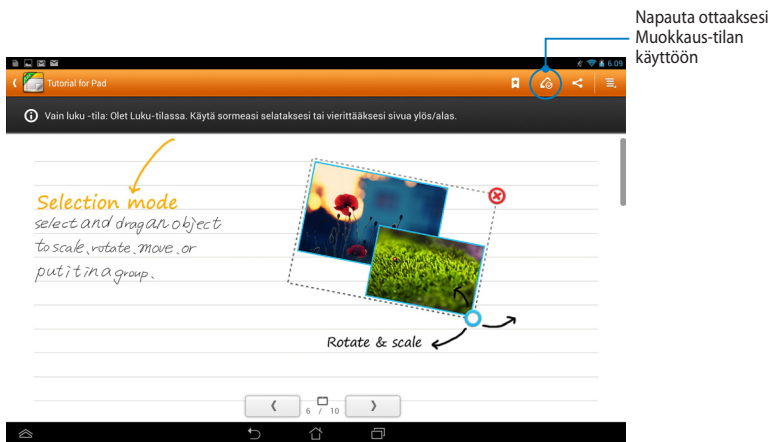 Napauta ottaaksesi
Muokkaus-tilan
käyttöön
6.09
Tutorial for Pad
Vain luku -tila: Olet Luku-tilassa. Käytä sormeasi selataksesi tai vierittääksesi sivua ylös/alas.
Selection mode
select and drag an object
to scale, rotate, move, or
put it in a group.
Rotate & scale
6 / 10